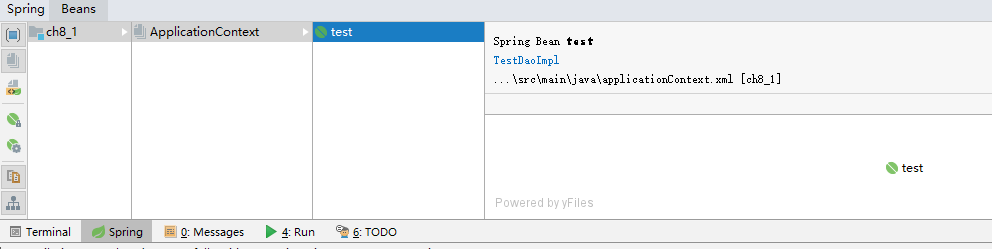 Spring Beans
ch8_1 ApplicationContext test
Spring Bean test
TestDaoImpl
...\src\main\java\applicationContext.xml [ch8_1]
test
Powered by yFiles
Terminal Spring 0: Messages 4: Run 6: TODO